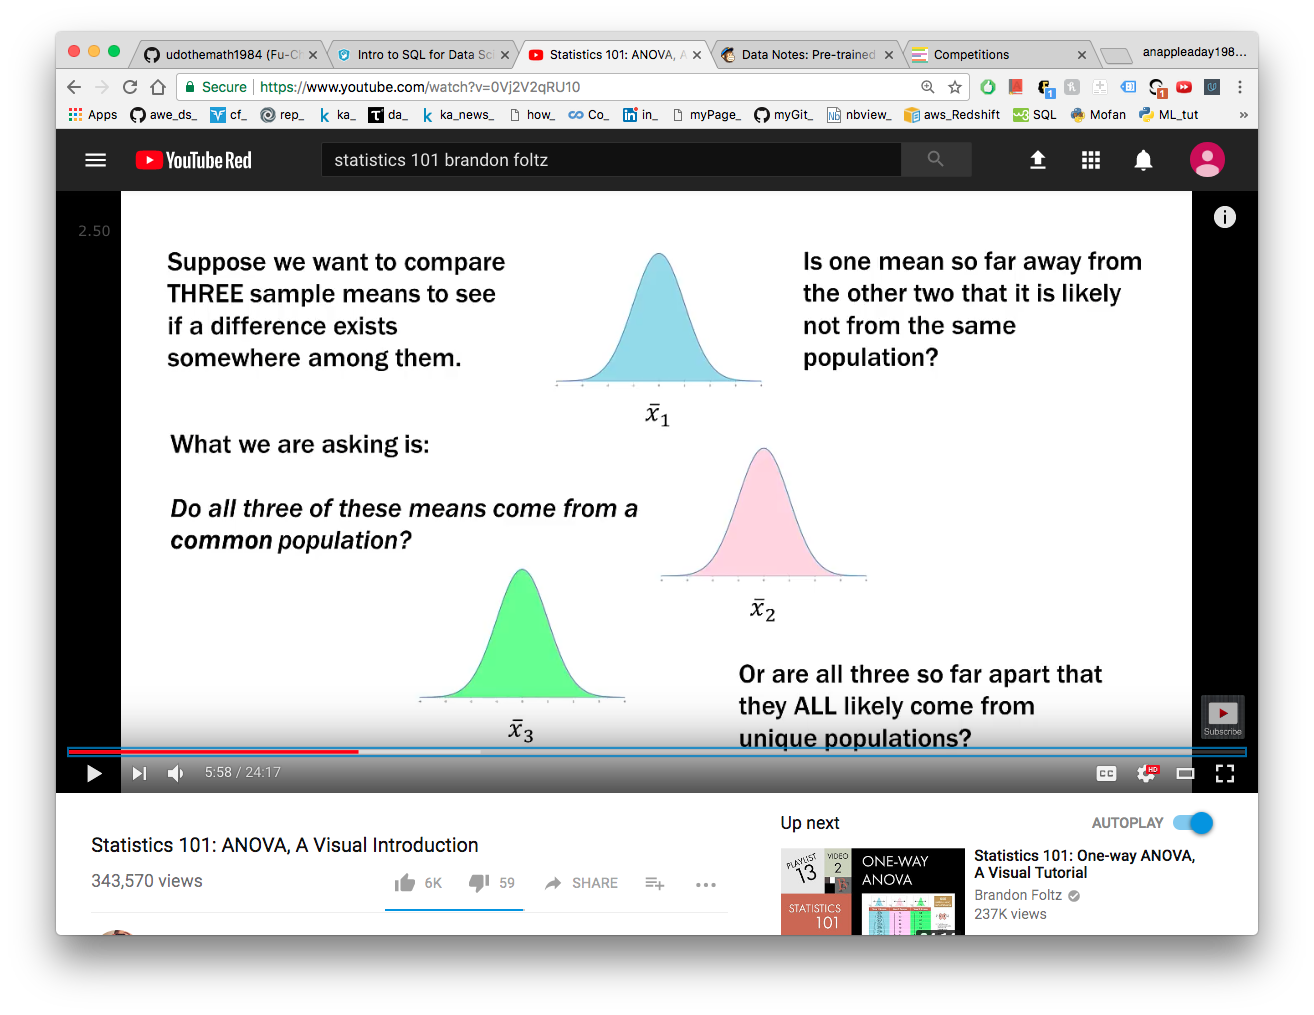 udothemath1984 (Fu-Ch
Intro to SQL for Data Sci
Statistics 101: ANOVA, A
Data Notes: Pre-trained
Competitions
anappleaday198...
Secure
https://www.youtube.com/watch?v=0Vj2V2qRU10
Apps
awe_ds_
cf_
rep_
ka_
da_
ka_news_
how_
Co_
in_
myPage_
myGit_
nbview_
aws_Redshift
SQL
Mofan
ML_tut
»
YouTube Red
statistics 101 brandon foltz
2.50
Suppose we want to compare
THREE sample means to see
if a difference exists
somewhere among them.
Is one mean so far away from
the other two that it is likely
not from the same
population?
x̄1
What we are asking is:
Do all three of these means come from a
common population?
x̄2
x̄3
Or are all three so far apart that
they ALL likely come from
unique populations?
Subscribe
5:58 / 24:17
CC
HD
Statistics 101: ANOVA, A Visual Introduction
343,570 views
6K
59
SHARE
Up next
AUTOPLAY
PLAYLIST
13
VIDEO
2
STATISTICS
101
ONE-WAY
ANOVA
Statistics 101: One-way ANOVA,
A Visual Tutorial
Brandon Foltz
237K views